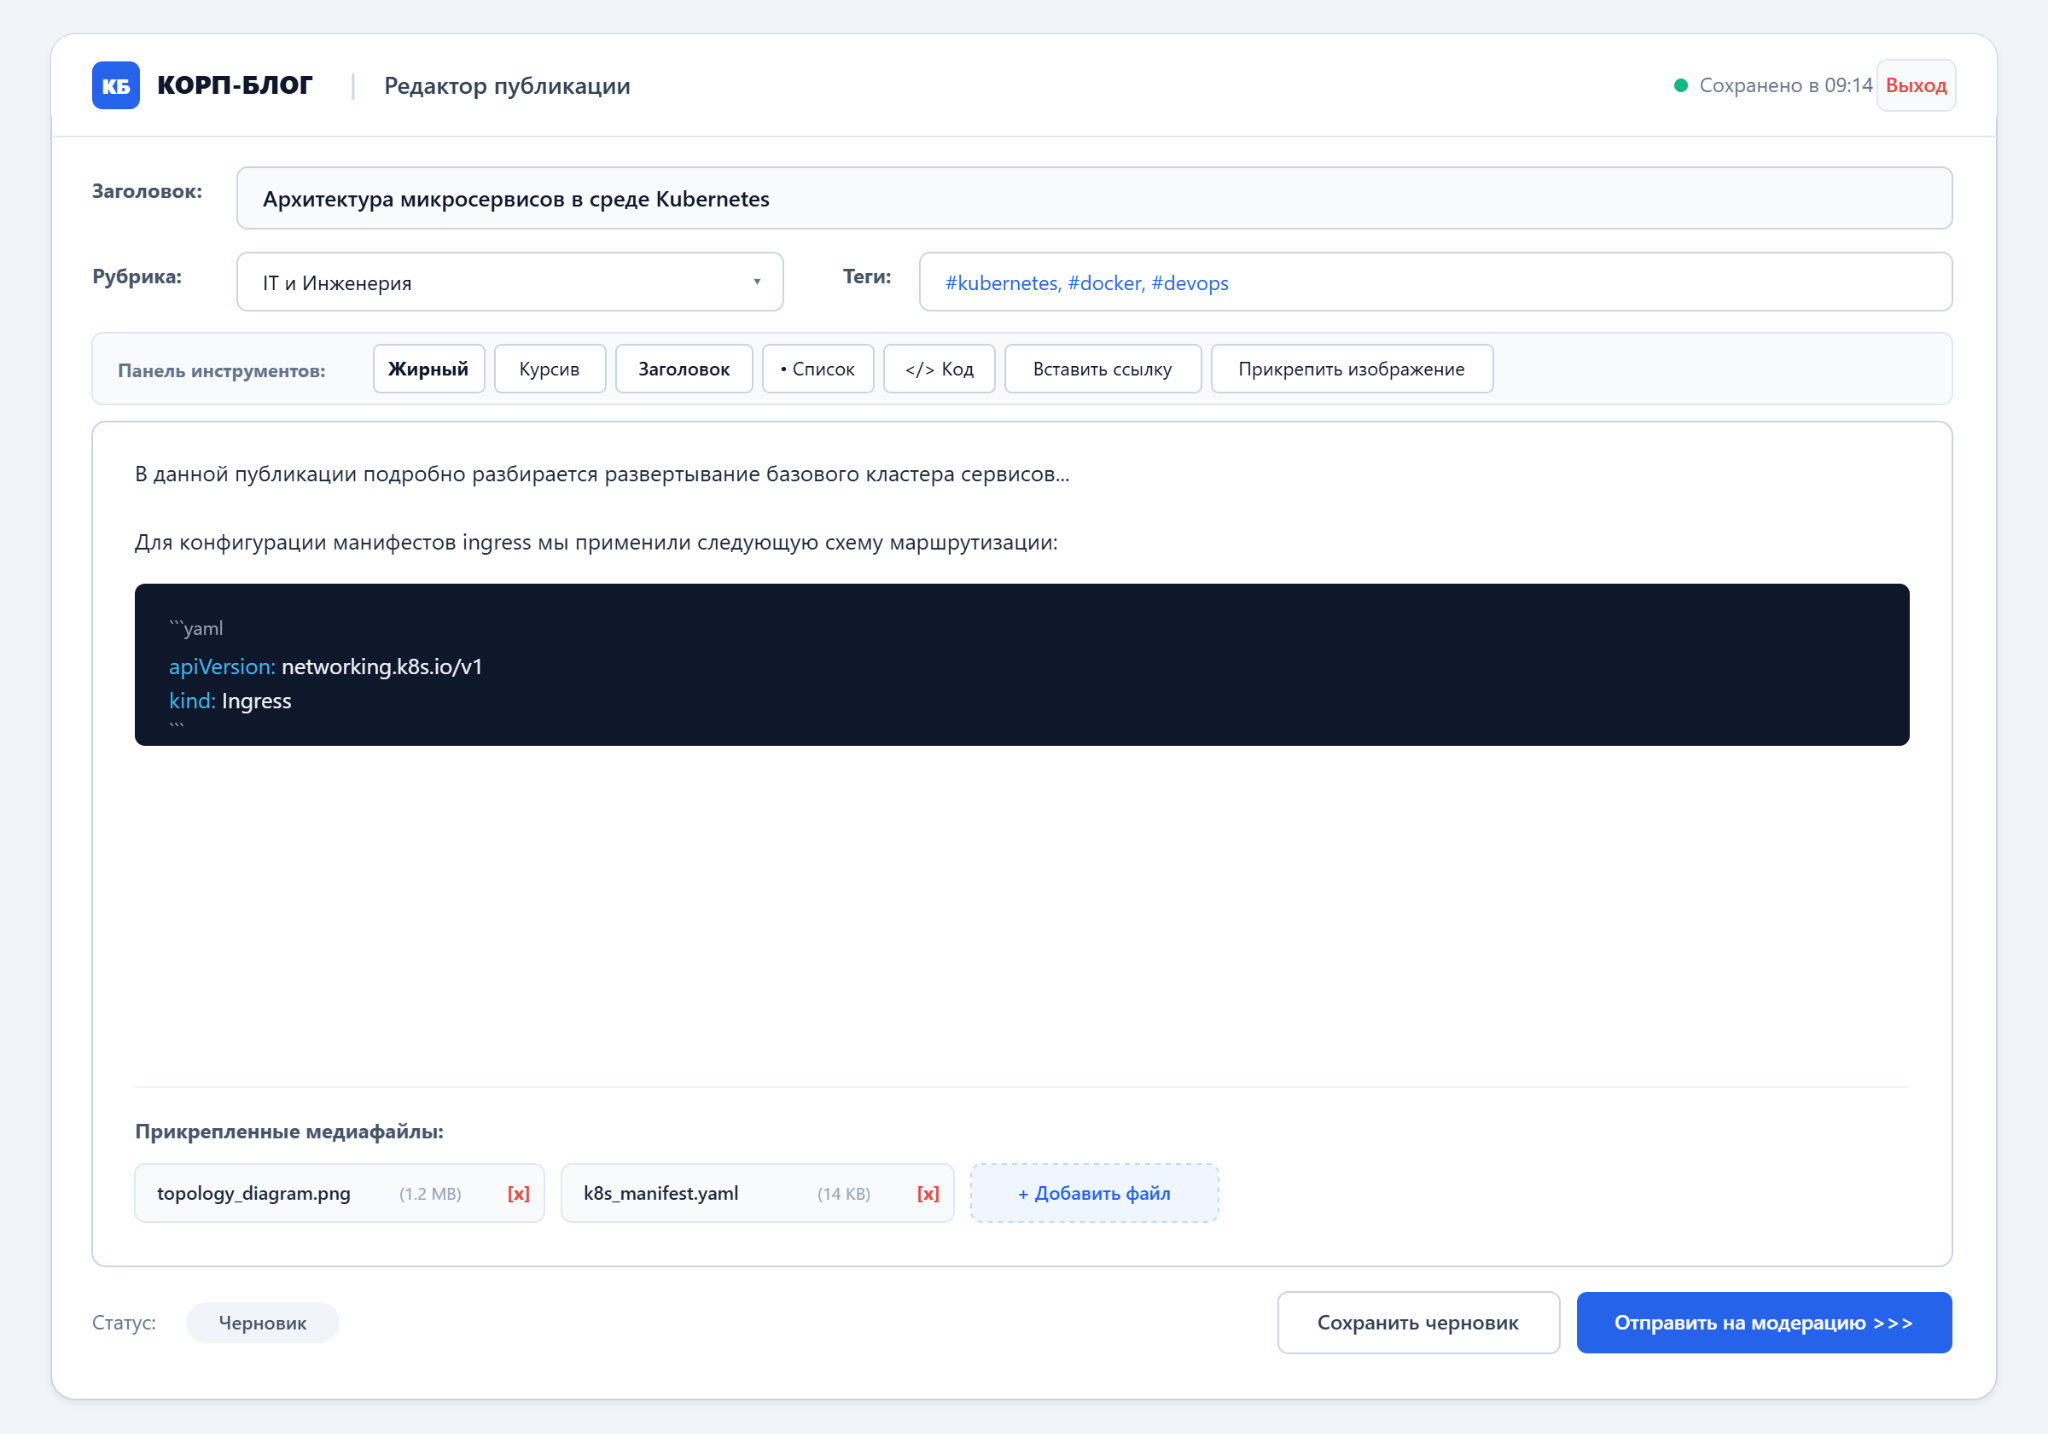 КБ КОРП-БЛОГ | Редактор публикации Сохранено в 09:14 Выход
Заголовок: Архитектура микросервисов в среде Kubernetes
Рубрика: IT и Инженерия ▾ Теги: #kubernetes, #docker, #devops
Панель инструментов: Жирный Курсив Заголовок • Список </> Код Вставить ссылку Прикрепить изображение
В данной публикации подробно разбирается развертывание базового кластера сервисов...
Для конфигурации манифестов ingress мы применили следующую схему маршрутизации:
```yaml
apiVersion: networking.k8s.io/v1
kind: Ingress
```
Прикрепленные медиафайлы:
topology_diagram.png (1.2 MB) [x] k8s_manifest.yaml (14 KB) [x] + Добавить файл
Статус: Черновик Сохранить черновик Отправить на модерацию >>>